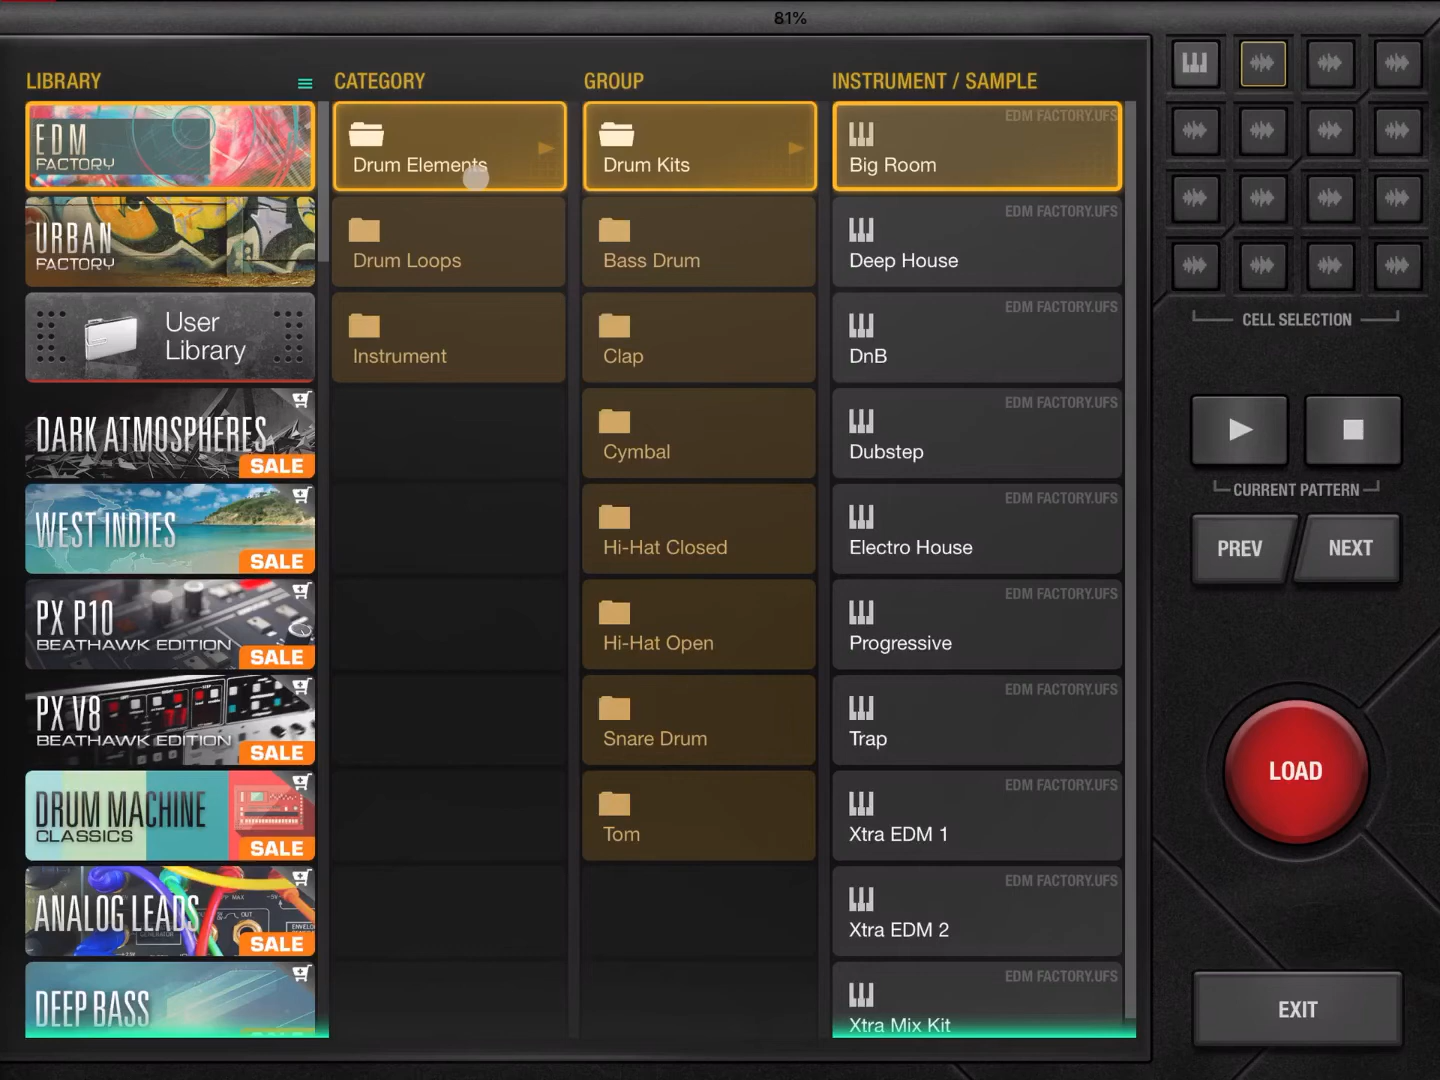 81%
LIBRARY
CATEGORY
GROUP
INSTRUMENT / SAMPLE
EDM
FACTORY
URBAN
FACTORY
User
Library
DARK ATMOSPHERES
SALE
WEST INDIES
SALE
PX P10
BEATHAWK EDITION
SALE
PX V8
BEATHAWK EDITION
SALE
DRUM MACHINE
CLASSICS
SALE
ANALOG LEADS
SALE
DEEP BASS
Drum Elements
Drum Loops
Instrument
Drum Kits
Bass Drum
Clap
Cymbal
Hi-Hat Closed
Hi-Hat Open
Snare Drum
Tom
EDM FACTORY.UFS
Big Room
EDM FACTORY.UFS
Deep House
EDM FACTORY.UFS
DnB
EDM FACTORY.UFS
Dubstep
EDM FACTORY.UFS
Electro House
EDM FACTORY.UFS
Progressive
EDM FACTORY.UFS
Trap
EDM FACTORY.UFS
Xtra EDM 1
EDM FACTORY.UFS
Xtra EDM 2
EDM FACTORY.UFS
Xtra Mix Kit
CELL SELECTION
CURRENT PATTERN
PREV
NEXT
LOAD
EXIT